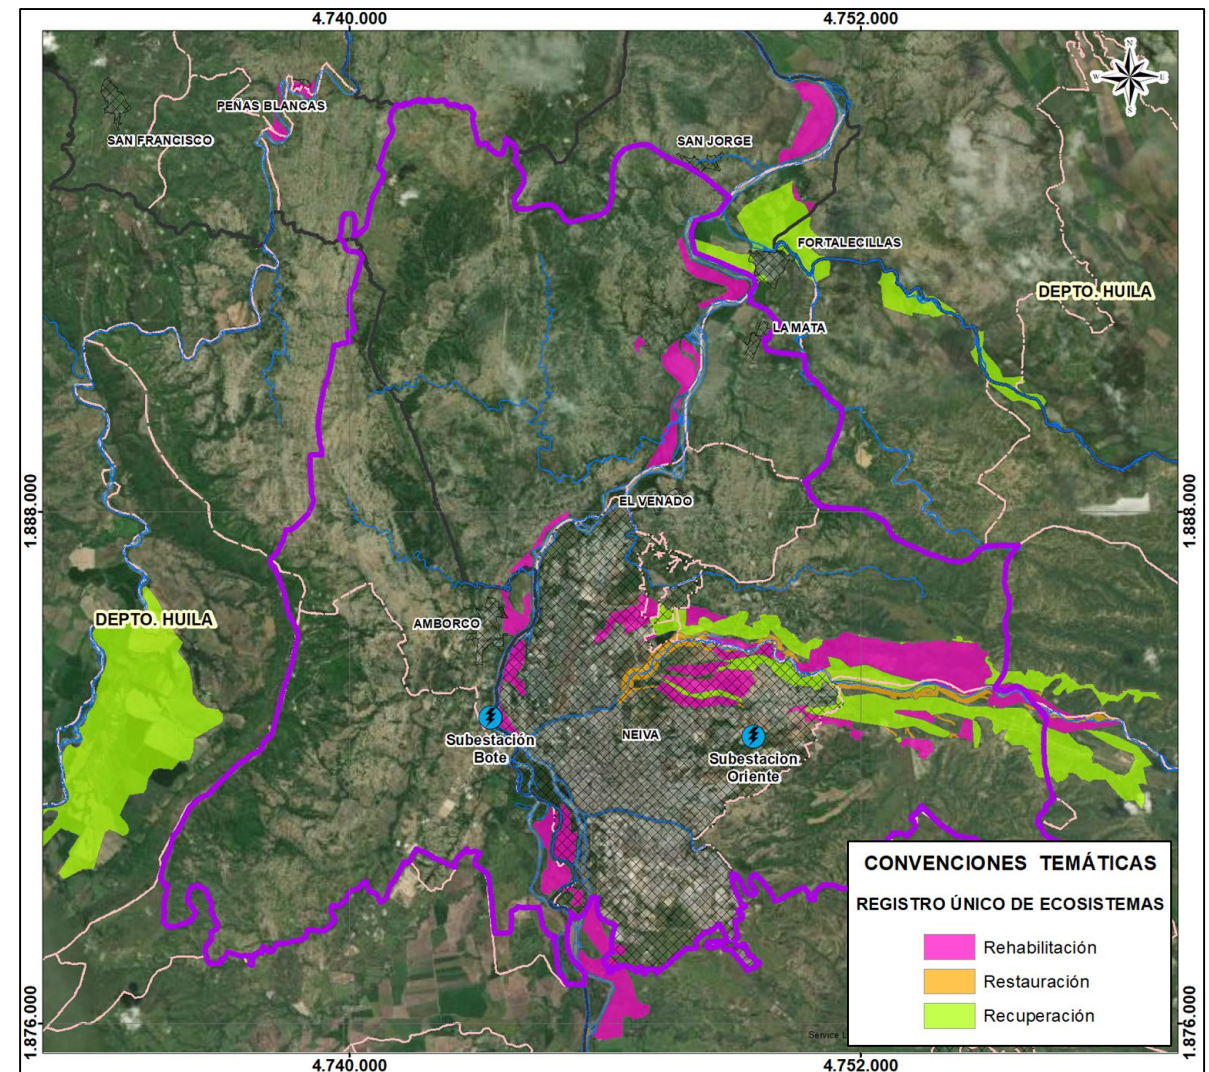 4.740.000
4.752.000
N
W
E
S
PEÑAS BLANCAS
SAN FRANCISCO
SAN JORGE
FORTALECILLAS
DEPTO. HUILA
LA MATA
1.888.000
1.888.000
EL VENADO
DEPTO. HUILA
AMBORCO
NEIVA
Subestación
Bote
Subestacion
Oriente
CONVENCIONES TEMÁTICAS
REGISTRO ÚNICO DE ECOSISTEMAS
Rehabilitación
Restauración
Recuperación
Service
1.876.000
1.876.000
4.740.000
4.752.000